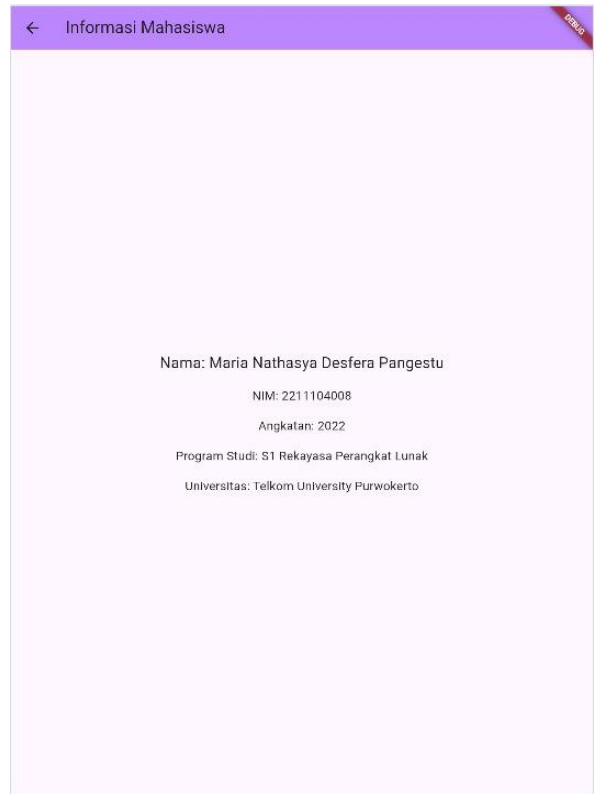 Informasi Mahasiswa
DEBUG
Nama: Maria Nathasya Desfera Pangestu
NIM: 2211104008
Angkatan: 2022
Program Studi: S1 Rekayasa Perangkat Lunak
Universitas: Telkom University Purwokerto